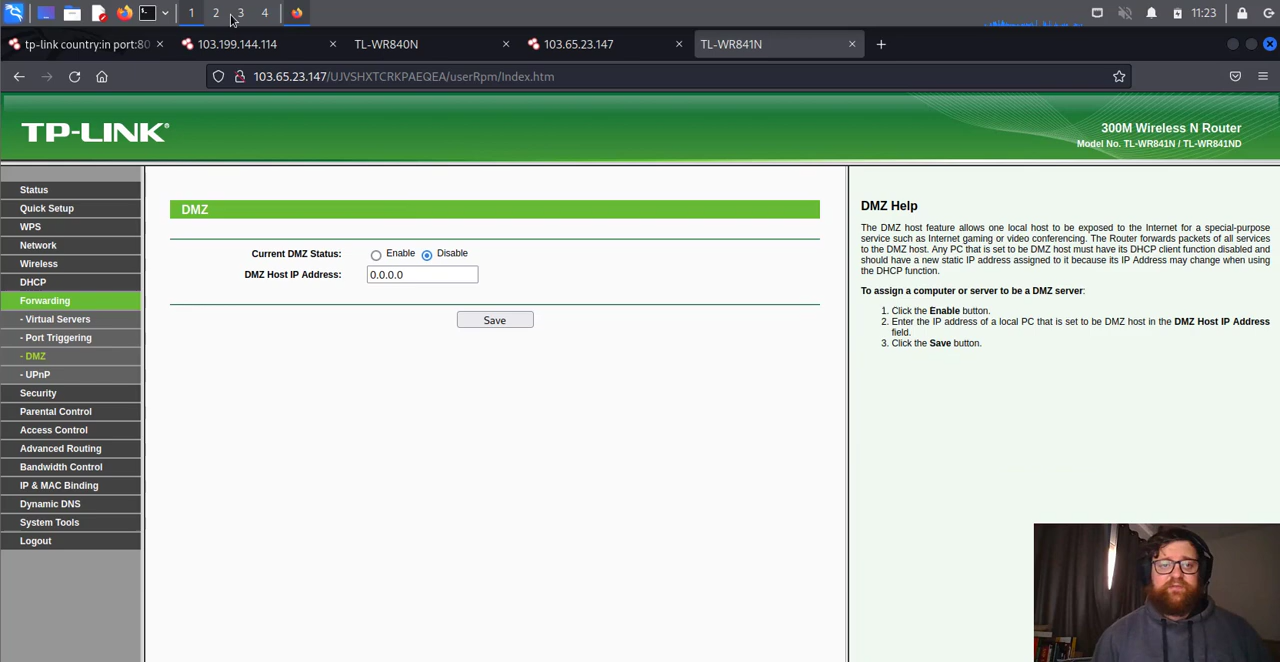 1 2 3 4 11:23
tp-link country:in port:80 103.199.144.114 TL-WR840N 103.65.23.147 TL-WR841N
103.65.23.147/UJVSHXTCRKPAEQEA/userRpm/Index.htm
TP-LINK®
300M Wireless N Router
Model No. TL-WR841N / TL-WR841ND
Status
Quick Setup
WPS
Network
Wireless
DHCP
Forwarding
- Virtual Servers
- Port Triggering
- DMZ
- UPnP
Security
Parental Control
Access Control
Advanced Routing
Bandwidth Control
IP & MAC Binding
Dynamic DNS
System Tools
Logout
DMZ
Current DMZ Status: Enable Disable
DMZ Host IP Address: 0.0.0.0
Save
DMZ Help
The DMZ host feature allows one local host to be exposed to the Internet for a special-purpose
service such as Internet gaming or video conferencing. The Router forwards packets of all services
to the DMZ host. Any PC that is set to be DMZ host must have its DHCP client function disabled and
should have a new static IP address assigned to it because its IP Address may change when using
the DHCP function.
To assign a computer or server to be a DMZ server:
1. Click the Enable button.
2. Enter the IP address of a local PC that is set to be DMZ host in the DMZ Host IP Address
field.
3. Click the Save button.